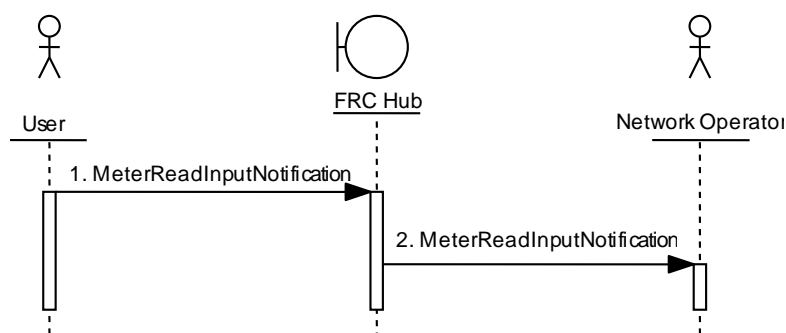 FRC Hub
User
Network Operator
1. MeterReadInputNotification
2. MeterReadInputNotification